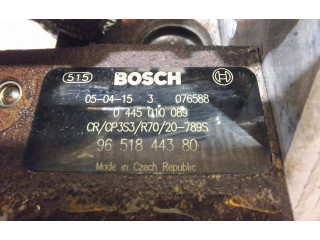 515 BOSCH
05-04-15 3 076588
0 445 010 089
CR/CP3S3/R70/20-789S
96 518 443 80
Made in Czech Republic